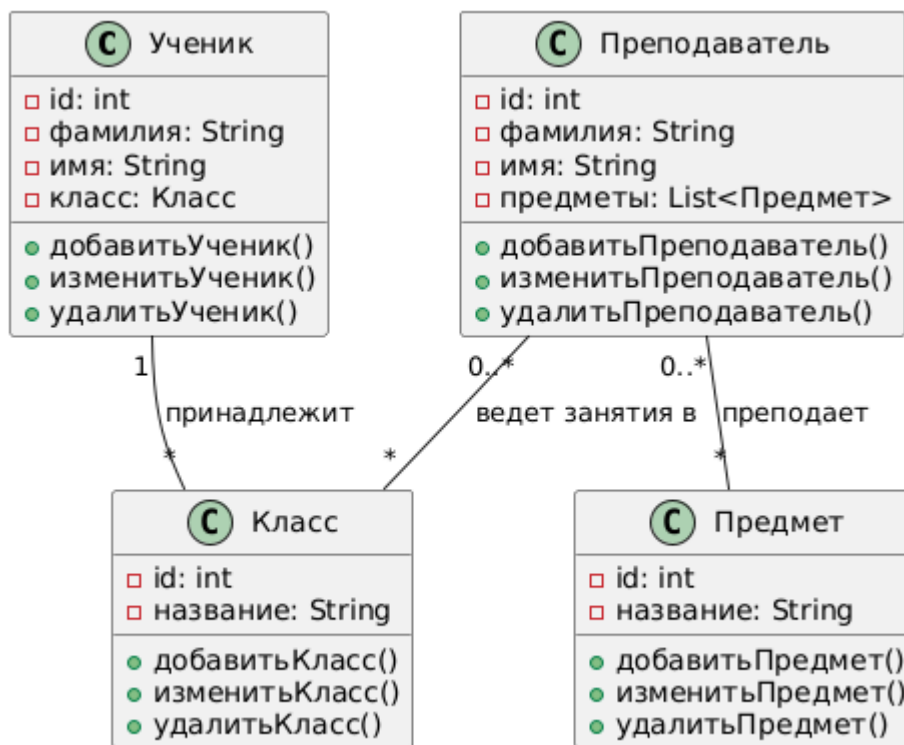 C Ученик
id: int
фамилия: String
имя: String
класс: Класс
добавитьУченик()
изменитьУченик()
удалитьУченик()
C Преподаватель
id: int
фамилия: String
имя: String
предметы: List<Предмет>
добавитьПреподаватель()
изменитьПреподаватель()
удалитьПреподаватель()
1
принадлежит
*
0..*
ведет занятия в
*
0..*
преподает
*
C Класс
id: int
название: String
добавитьКласс()
изменитьКласс()
удалитьКласс()
C Предмет
id: int
название: String
добавитьПредмет()
изменитьПредмет()
удалитьПредмет()